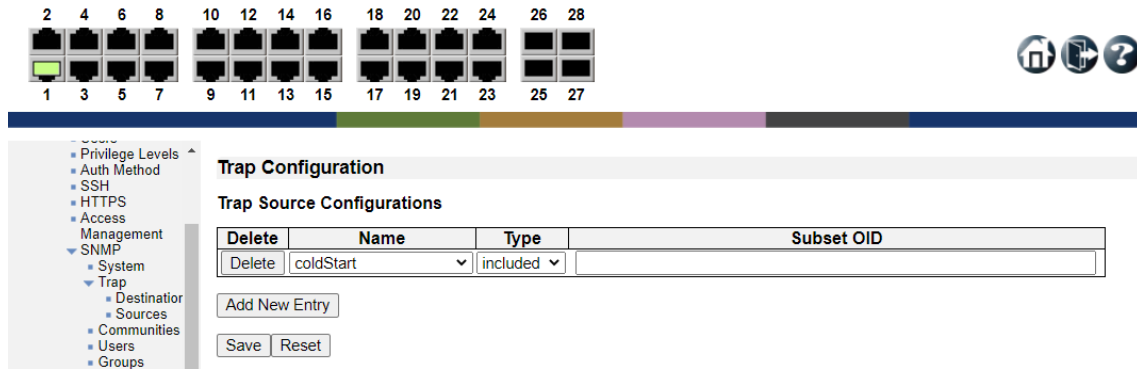 2 4 6 8 10 12 14 16 18 20 22 24 26 28
?
1 3 5 7 9 11 13 15 17 19 21 23 25 27
Privilege Levels
Auth Method
SSH
HTTPS
Access
Management
SNMP
System
Trap
Destination
Sources
Communities
Users
Groups
Trap Configuration
Trap Source Configurations
Delete Name Type Subset OID
Delete coldStart included
Add New Entry
Save Reset